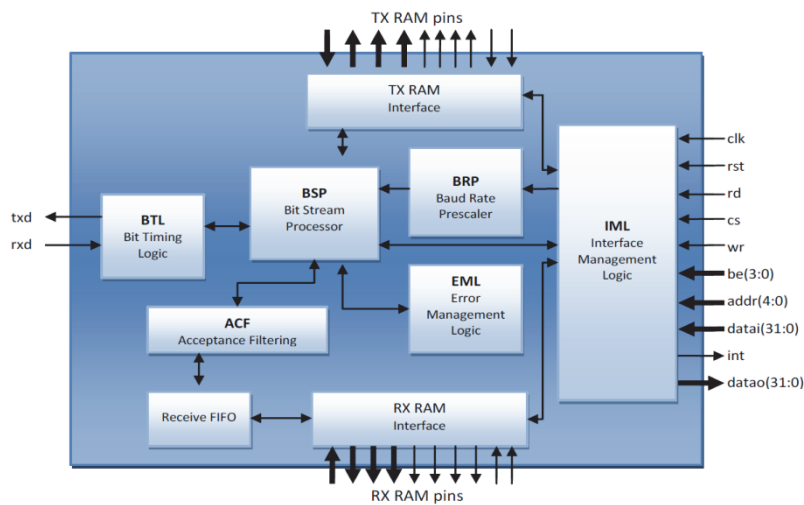 TX RAM pins
TX RAM
Interface
BSP
Bit Stream
Processor
BRP
Baud Rate
Prescaler
txd
rxd
BTL
Bit Timing
Logic
EML
Error
Management
Logic
ACF
Acceptance Filtering
Receive FIFO
RX RAM
Interface
IML
Interface
Management
Logic
clk
rst
rd
cs
wr
be(3:0)
addr(4:0)
datai(31:0)
int
datao(31:0)
RX RAM pins